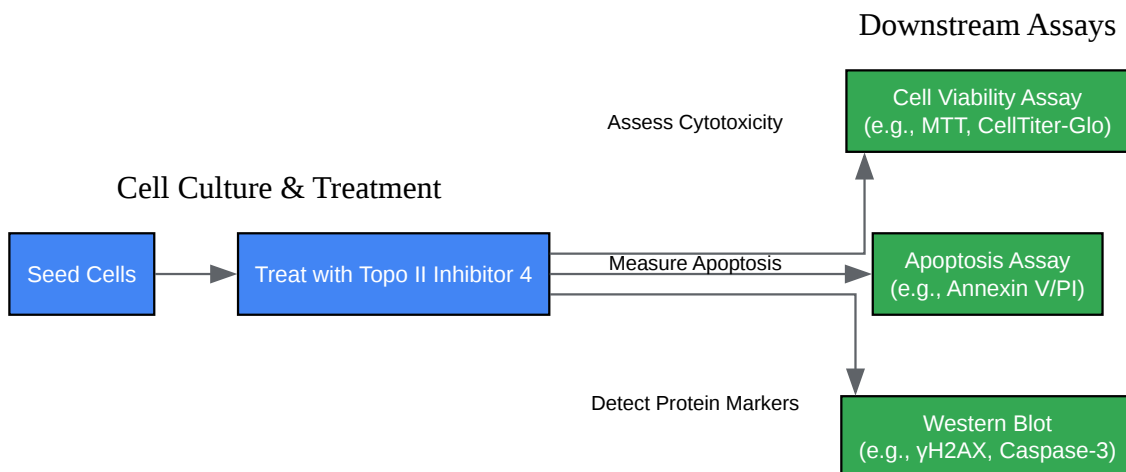 Downstream Assays
Cell Viability Assay
(e.g., MTT, CellTiter-Glo)
Assess Cytotoxicity
Cell Culture & Treatment
Seed Cells
Treat with Topo II Inhibitor 4
Measure Apoptosis
Apoptosis Assay
(e.g., Annexin V/PI)
Detect Protein Markers
Western Blot
(e.g., γH2AX, Caspase-3)